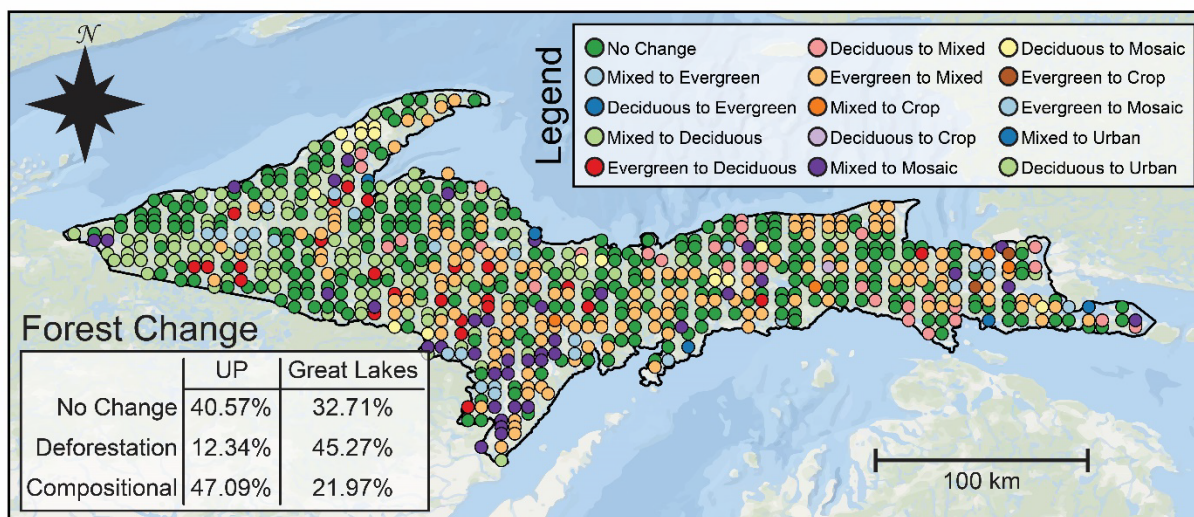 N
Legend
No Change
Mixed to Evergreen
Deciduous to Evergreen
Mixed to Deciduous
Evergreen to Deciduous
Deciduous to Mixed
Evergreen to Mixed
Mixed to Crop
Deciduous to Crop
Mixed to Mosaic
Deciduous to Mosaic
Evergreen to Crop
Evergreen to Mosaic
Mixed to Urban
Deciduous to Urban
Forest Change
UP Great Lakes
No Change 40.57% 32.71%
Deforestation 12.34% 45.27%
Compositional 47.09% 21.97%
100 km